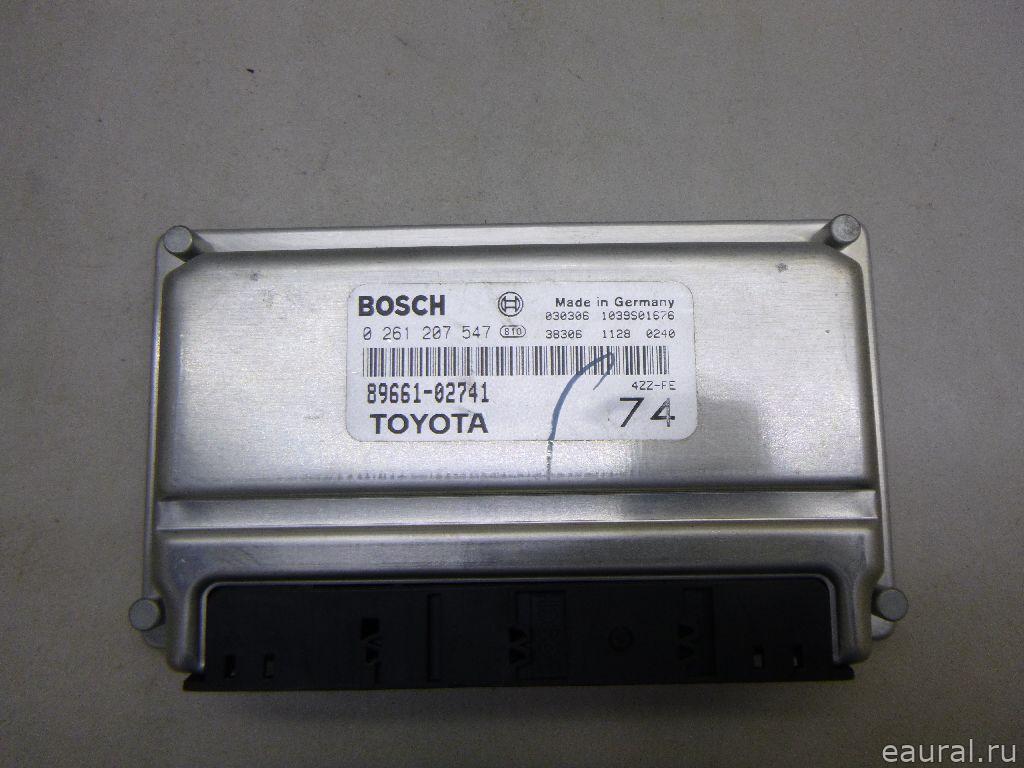 BOSCH Made in Germany
030306 1039S01676
0 261 207 547 810 38306 1128 0240
89661-02741 4ZZ-FE
TOYOTA 74
eaural.ru